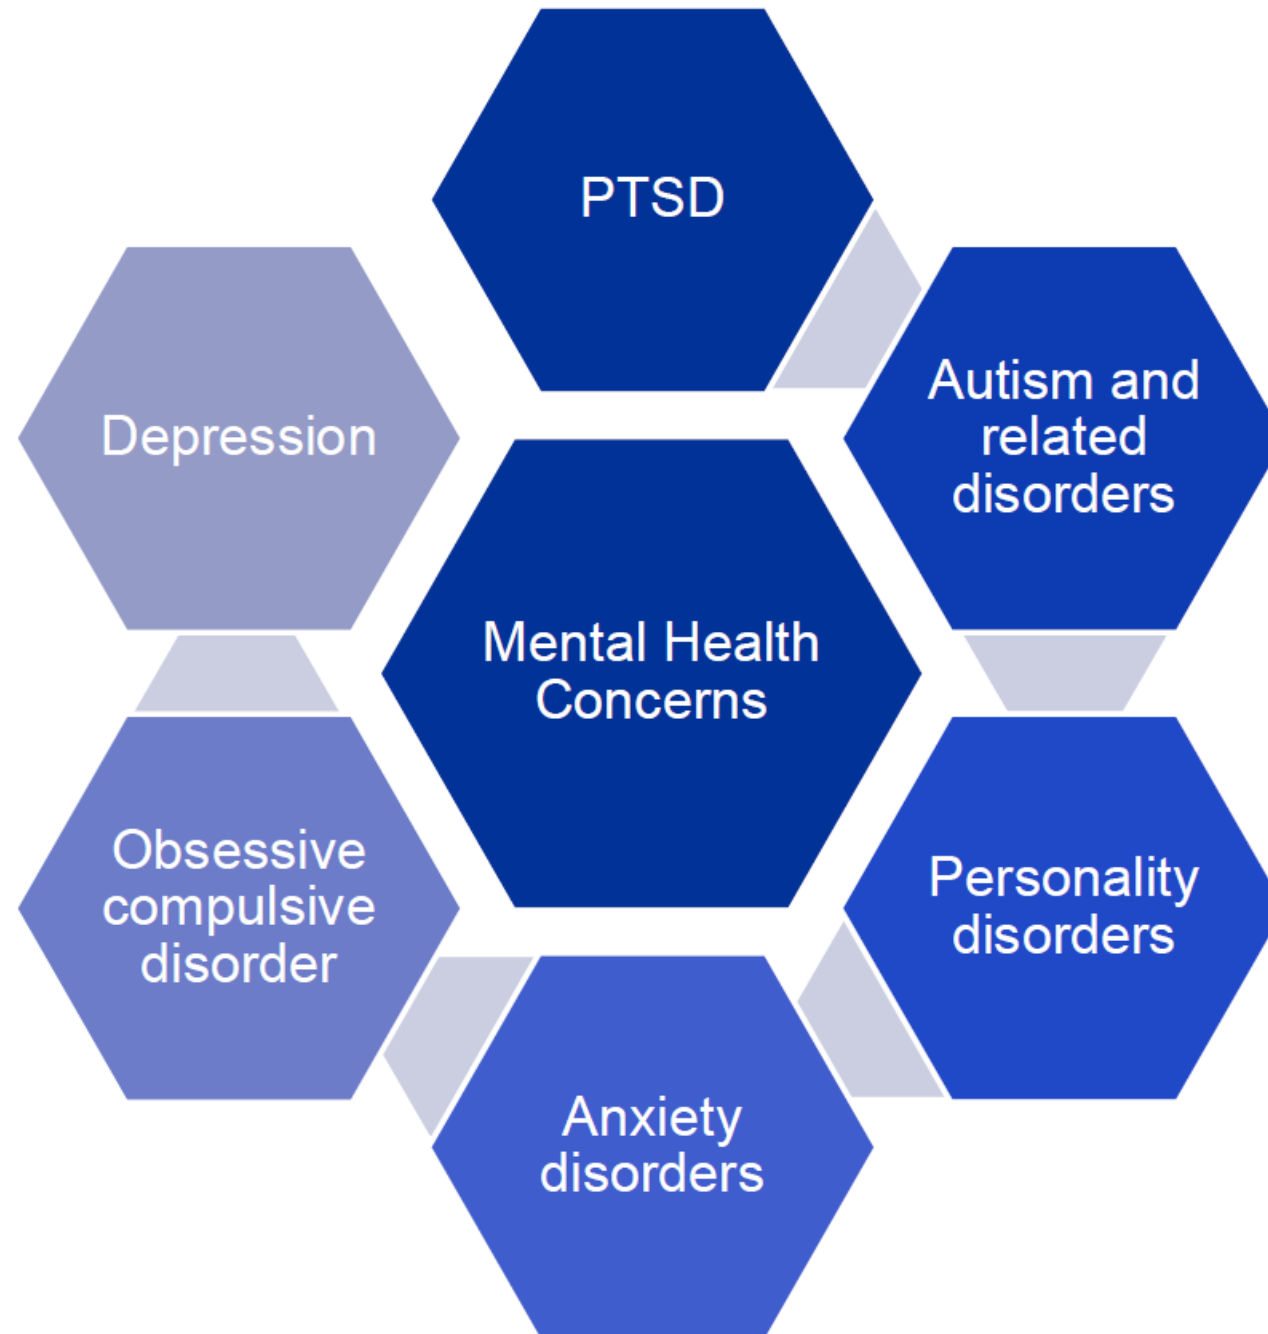 PTSD
Autism and
related
disorders
Depression
Mental Health
Concerns
Obsessive
compulsive
disorder
Personality
disorders
Anxiety
disorders